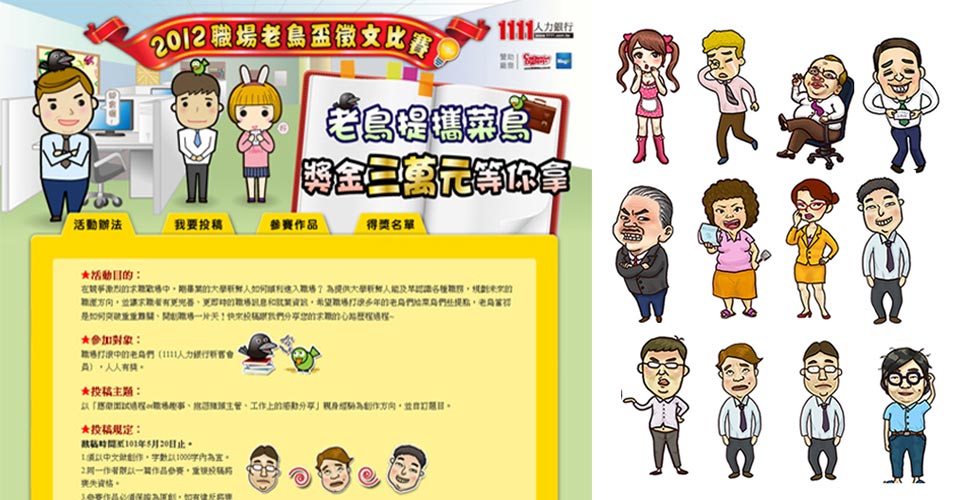 2012職場老鳥盃徵文比賽
1111人力銀行
www.1111.com.tw
贊助
廠商
老鳥提攜菜鳥
獎金三萬元等你拿
活動辦法
我要投稿
參賽作品
得獎名單
★活動目的：
在競爭激烈的求職戰場中，剛畢業的大學新鮮人如何順利進入職場？為提供大學新鮮人能及早認識各種職務，規劃未來的
職涯方向，並讓求職者有更完善、更即時的職場訊息和就業資訊，希望職場打滾多年的老鳥們給菜鳥們些提點，老鳥當初
是如何突破重重難關、開創職場一片天！快來投稿跟我們分享您的求職的心路歷程過程~
★參加對象：
職場打滾中的老鳥們（1111人力銀行新舊會
員），人人有獎。
★投稿主題：
以「應徵面試過程or職場趣事、抱怨豬頭主管、工作上的感動分享」親身經驗為創作方向，並自訂題目。
★投稿規定：
徵稿時間至101年5月20日止。
1.須以中文做創作，字數以1000字內為宜。
2.同一作者限以一篇作品參賽，重複投稿將
喪失資格。
3.參賽作品必須保證為原創，如有違反將喪